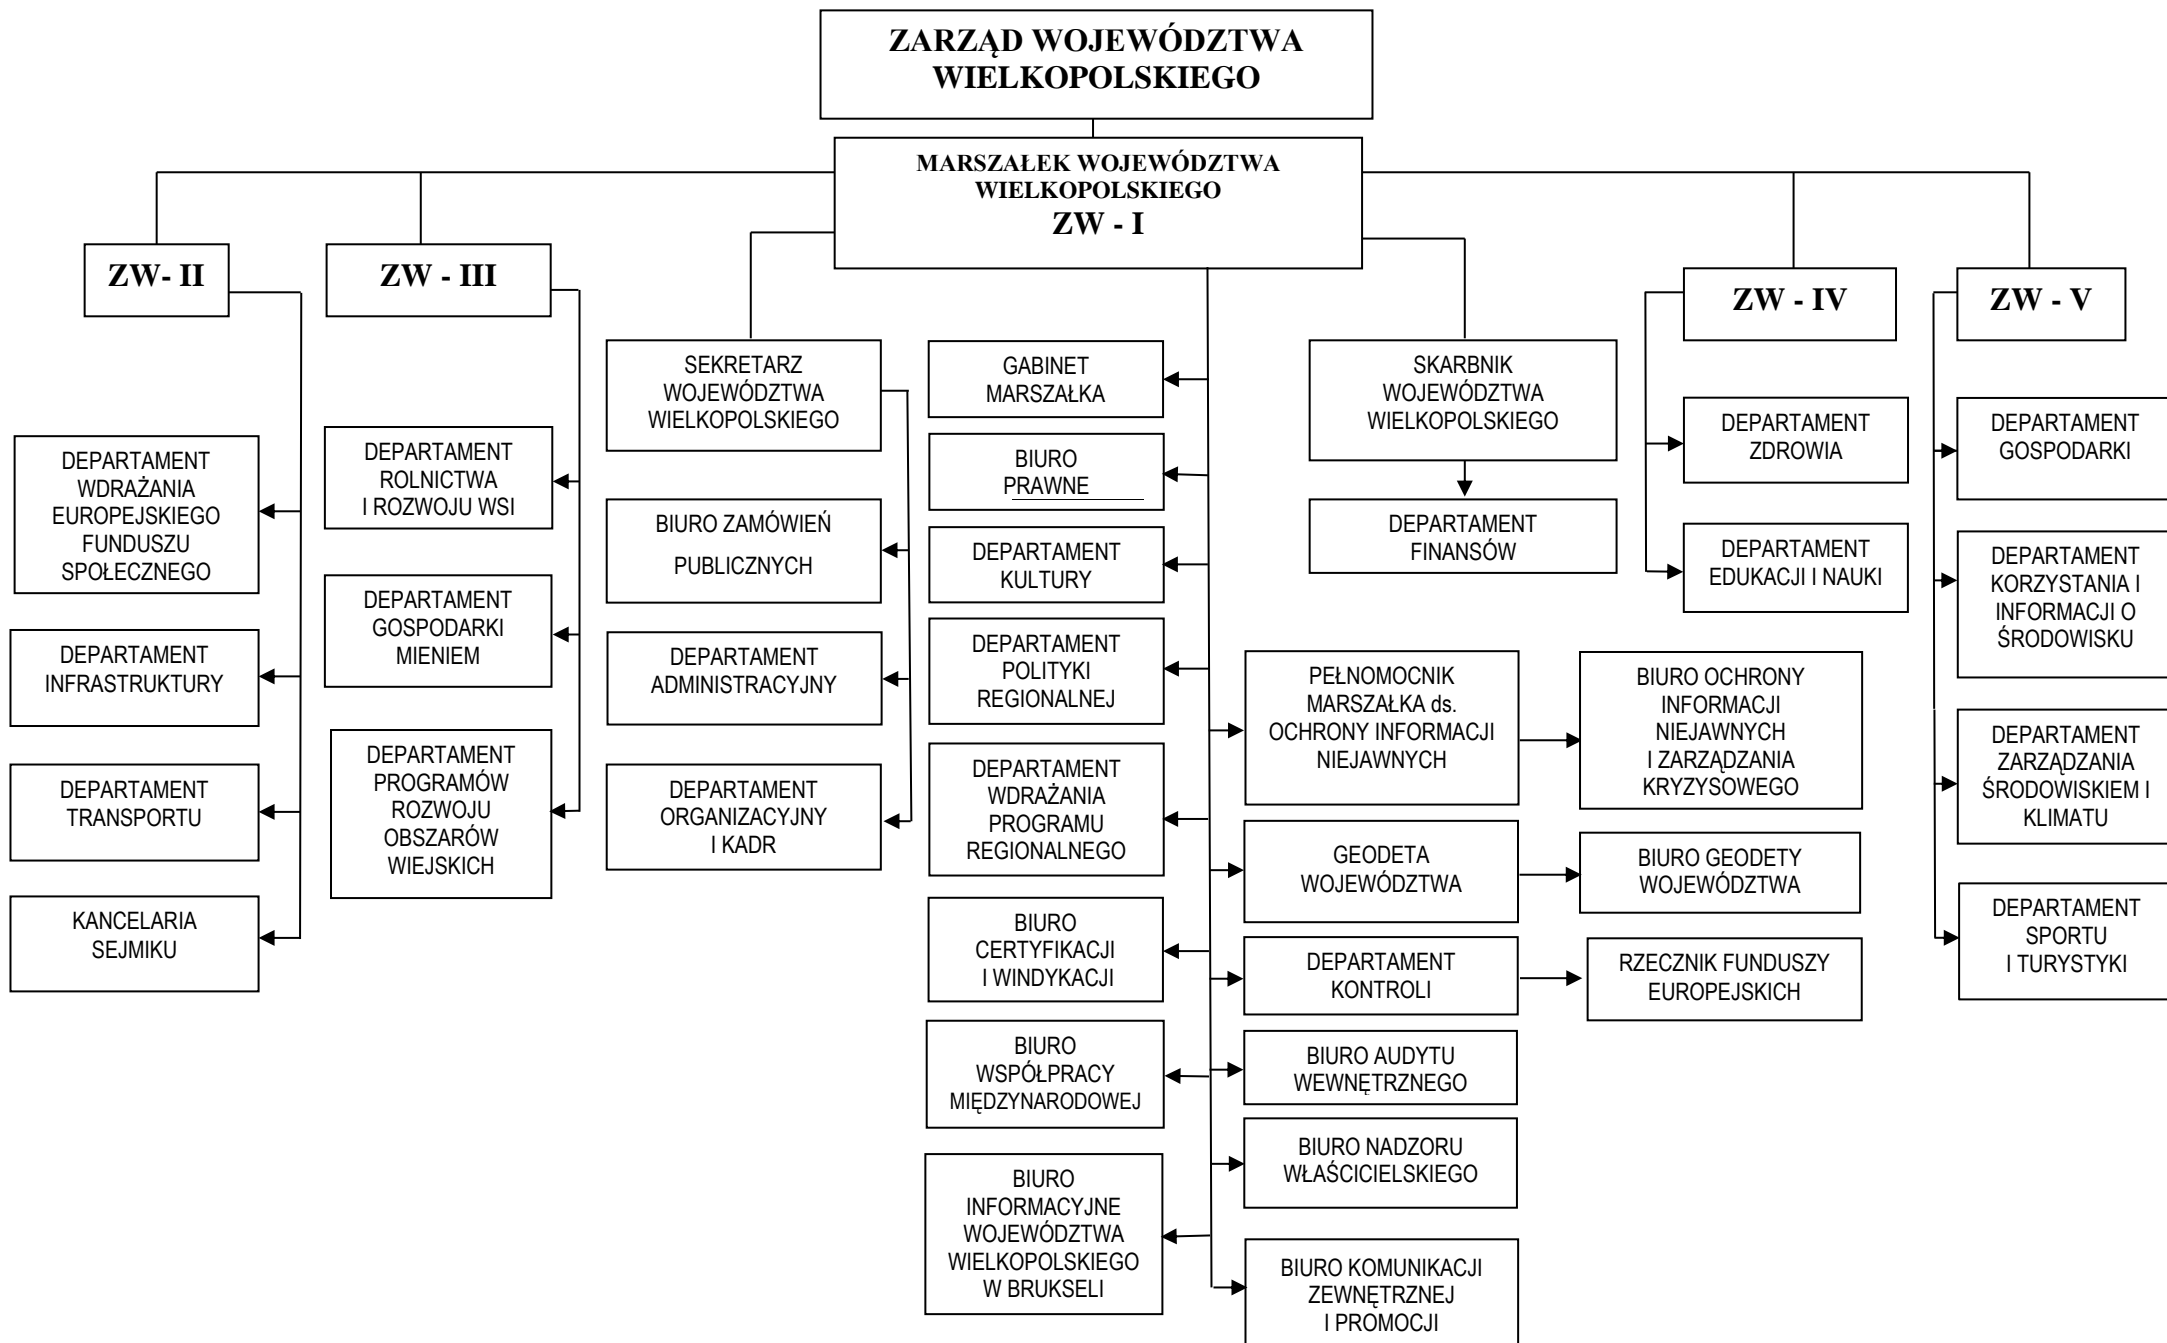 ZARZĄD WOJEWÓDZTWA
WIELKOPOLSKIEGO
MARSZAŁEK WOJEWÓDZTWA
WIELKOPOLSKIEGO
ZW - I
ZW- II
ZW - III
ZW - IV
ZW - V
DEPARTAMENT
WDRAŻANIA
EUROPEJSKIEGO
FUNDUSZU
SPOŁECZNEGO
DEPARTAMENT
INFRASTRUKTURY
DEPARTAMENT
TRANSPORTU
KANCELARIA
SEJMIKU
DEPARTAMENT
ROLNICTWA
I ROZWOJU WSI
DEPARTAMENT
GOSPODARKI
MIENIEM
DEPARTAMENT
PROGRAMÓW
ROZWOJU
OBSZARÓW
WIEJSKICH
SEKRETARZ
WOJEWÓDZTWA
WIELKOPOLSKIEGO
BIURO ZAMÓWIEŃ
PUBLICZNYCH
DEPARTAMENT
ADMINISTRACYJNY
DEPARTAMENT
ORGANIZACYJNY
I KADR
GABINET
MARSZAŁKA
BIURO
PRAWNE
DEPARTAMENT
KULTURY
DEPARTAMENT
POLITYKI
REGIONALNEJ
DEPARTAMENT
WDRAŻANIA
PROGRAMU
REGIONALNEGO
BIURO
CERTYFIKACJI
I WINDYKACJI
BIURO
WSPÓŁPRACY
MIĘDZYNARODOWEJ
BIURO
INFORMACYJNE
WOJEWÓDZTWA
WIELKOPOLSKIEGO
W BRUKSELI
SKARBNIK
WOJEWÓDZTWA
WIELKOPOLSKIEGO
DEPARTAMENT
FINANSÓW
PEŁNOMOCNIK
MARSZAŁKA ds.
OCHRONY INFORMACJI
NIEJAWNYCH
BIURO OCHRONY
INFORMACJI
NIEJAWNYCH
I ZARZĄDZANIA
KRYZYSOWEGO
GEODETA
WOJEWÓDZTWA
BIURO GEODETY
WOJEWÓDZTWA
DEPARTAMENT
KONTROLI
RZECZNIK FUNDUSZY
EUROPEJSKICH
BIURO AUDYTU
WEWNĘTRZNEGO
BIURO NADZORU
WŁAŚCICIELSKIEGO
BIURO KOMUNIKACJI
ZEWNĘTRZNEJ
I PROMOCJI
DEPARTAMENT
ZDROWIA
DEPARTAMENT
EDUKACJI I NAUKI
DEPARTAMENT
GOSPODARKI
DEPARTAMENT
KORZYSTANIA I
INFORMACJI O
ŚRODOWISKU
DEPARTAMENT
ZARZĄDZANIA
ŚRODOWISKIEM I
KLIMATU
DEPARTAMENT
SPORTU
I TURYSTYKI